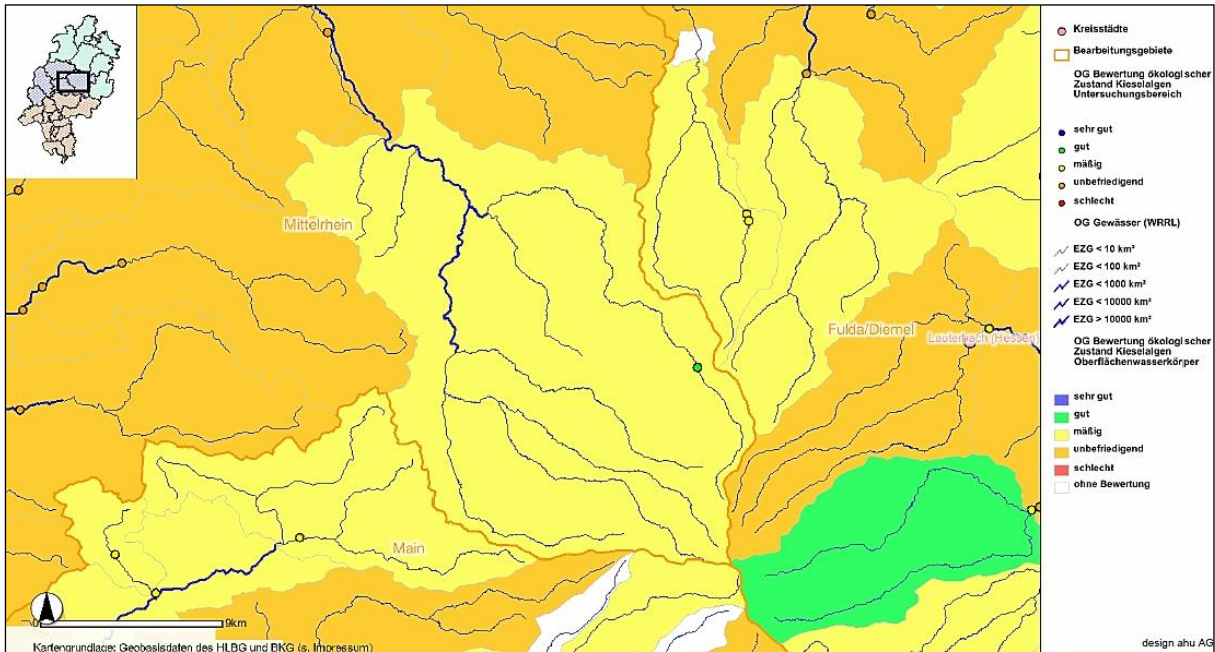 Mittelrhein
Fulda/Diemel
Lauterbach (Hessen)
Main
9km
Kartengrundlage: Geobasisdaten des HLBG und BKG (s. Impressum)
Kreisstädte
Bearbeitungsgebiete
OG Bewertung ökologischer
Zustand Kieselalgen
Untersuchungsbereich
sehr gut
gut
mäßig
unbefriedigend
schlecht
OG Gewässer (WRRL)
EZG < 10 km²
EZG < 100 km²
EZG < 1000 km²
EZG < 10000 km²
EZG > 10000 km²
OG Bewertung ökologischer
Zustand Kieselalgen
Oberflächenwasserkörper
sehr gut
gut
mäßig
unbefriedigend
schlecht
ohne Bewertung
design ahu AG